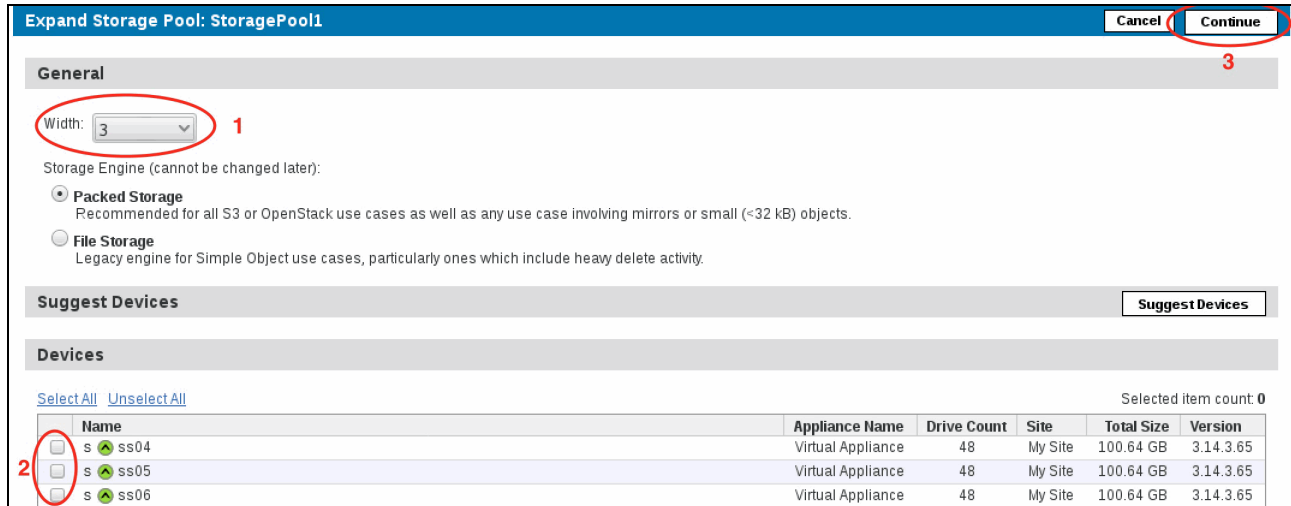 Expand Storage Pool: StoragePool1 Cancel Continue
3
General
Width: 3 1
Storage Engine (cannot be changed later):
Packed Storage
Recommended for all S3 or OpenStack use cases as well as any use case involving mirrors or small (<32 kB) objects.
File Storage
Legacy engine for Simple Object use cases, particularly ones which include heavy delete activity.
Suggest Devices Suggest Devices
Devices
Select All Unselect All Selected item count: 0
Name Appliance Name Drive Count Site Total Size Version
s ss04 Virtual Appliance 48 My Site 100.64 GB 3.14.3.65
2 s ss05 Virtual Appliance 48 My Site 100.64 GB 3.14.3.65
s ss06 Virtual Appliance 48 My Site 100.64 GB 3.14.3.65